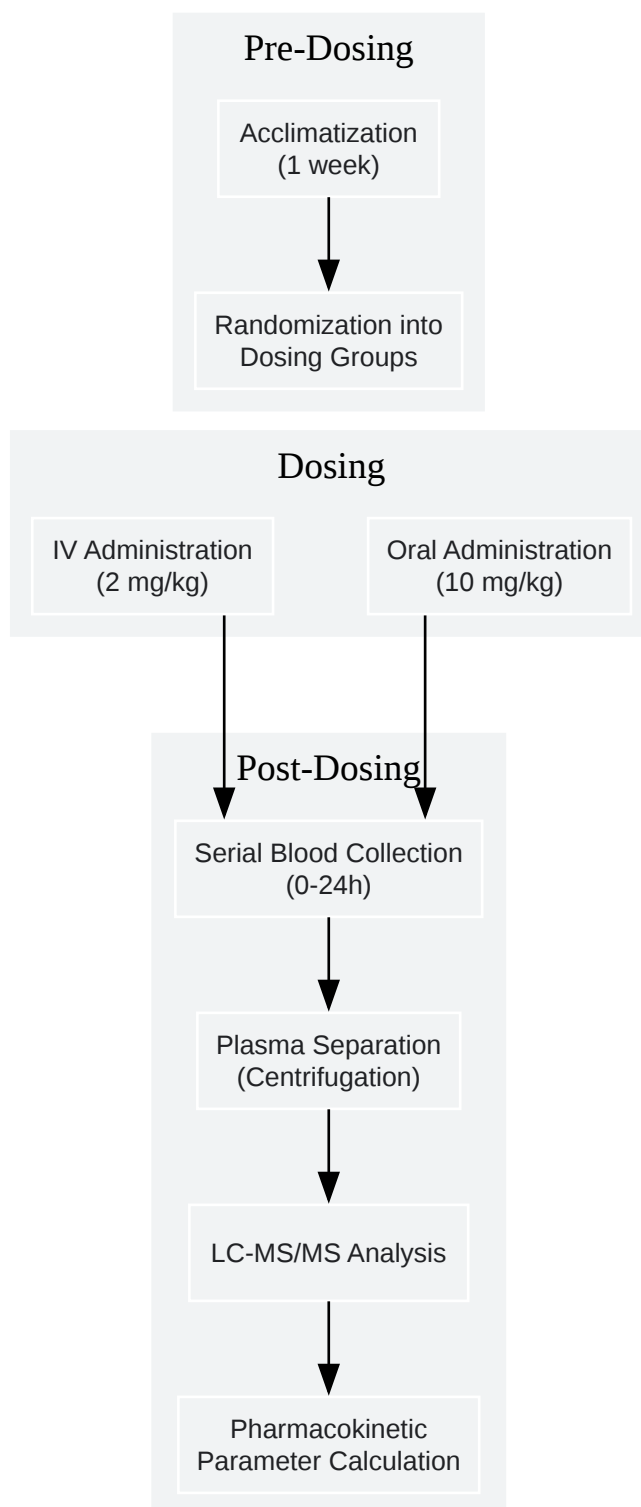 Pre-Dosing
Acclimatization
(1 week)
Randomization into
Dosing Groups
Dosing
IV Administration
(2 mg/kg)
Oral Administration
(10 mg/kg)
Post-Dosing
Serial Blood Collection
(0-24h)
Plasma Separation
(Centrifugation)
LC-MS/MS Analysis
Pharmacokinetic
Parameter Calculation